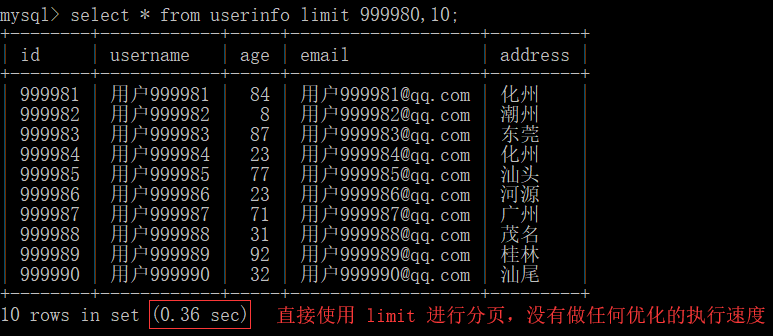 mysql> select * from userinfo limit 999980,10;
+--------+------------+-----+-------------------+---------+
| id | username | age | email | address |
+--------+------------+-----+-------------------+---------+
| 999981 | 用户999981 | 84 | 用户999981@qq.com | 化州 |
| 999982 | 用户999982 | 8 | 用户999982@qq.com | 潮州 |
| 999983 | 用户999983 | 87 | 用户999983@qq.com | 东莞 |
| 999984 | 用户999984 | 23 | 用户999984@qq.com | 化州 |
| 999985 | 用户999985 | 77 | 用户999985@qq.com | 汕头 |
| 999986 | 用户999986 | 23 | 用户999986@qq.com | 河源 |
| 999987 | 用户999987 | 71 | 用户999987@qq.com | 广州 |
| 999988 | 用户999988 | 31 | 用户999988@qq.com | 茂名 |
| 999989 | 用户999989 | 92 | 用户999989@qq.com | 桂林 |
| 999990 | 用户999990 | 32 | 用户999990@qq.com | 汕尾 |
+--------+------------+-----+-------------------+---------+
10 rows in set (0.36 sec) 直接使用 limit 进行分页，没有做任何优化的执行速度